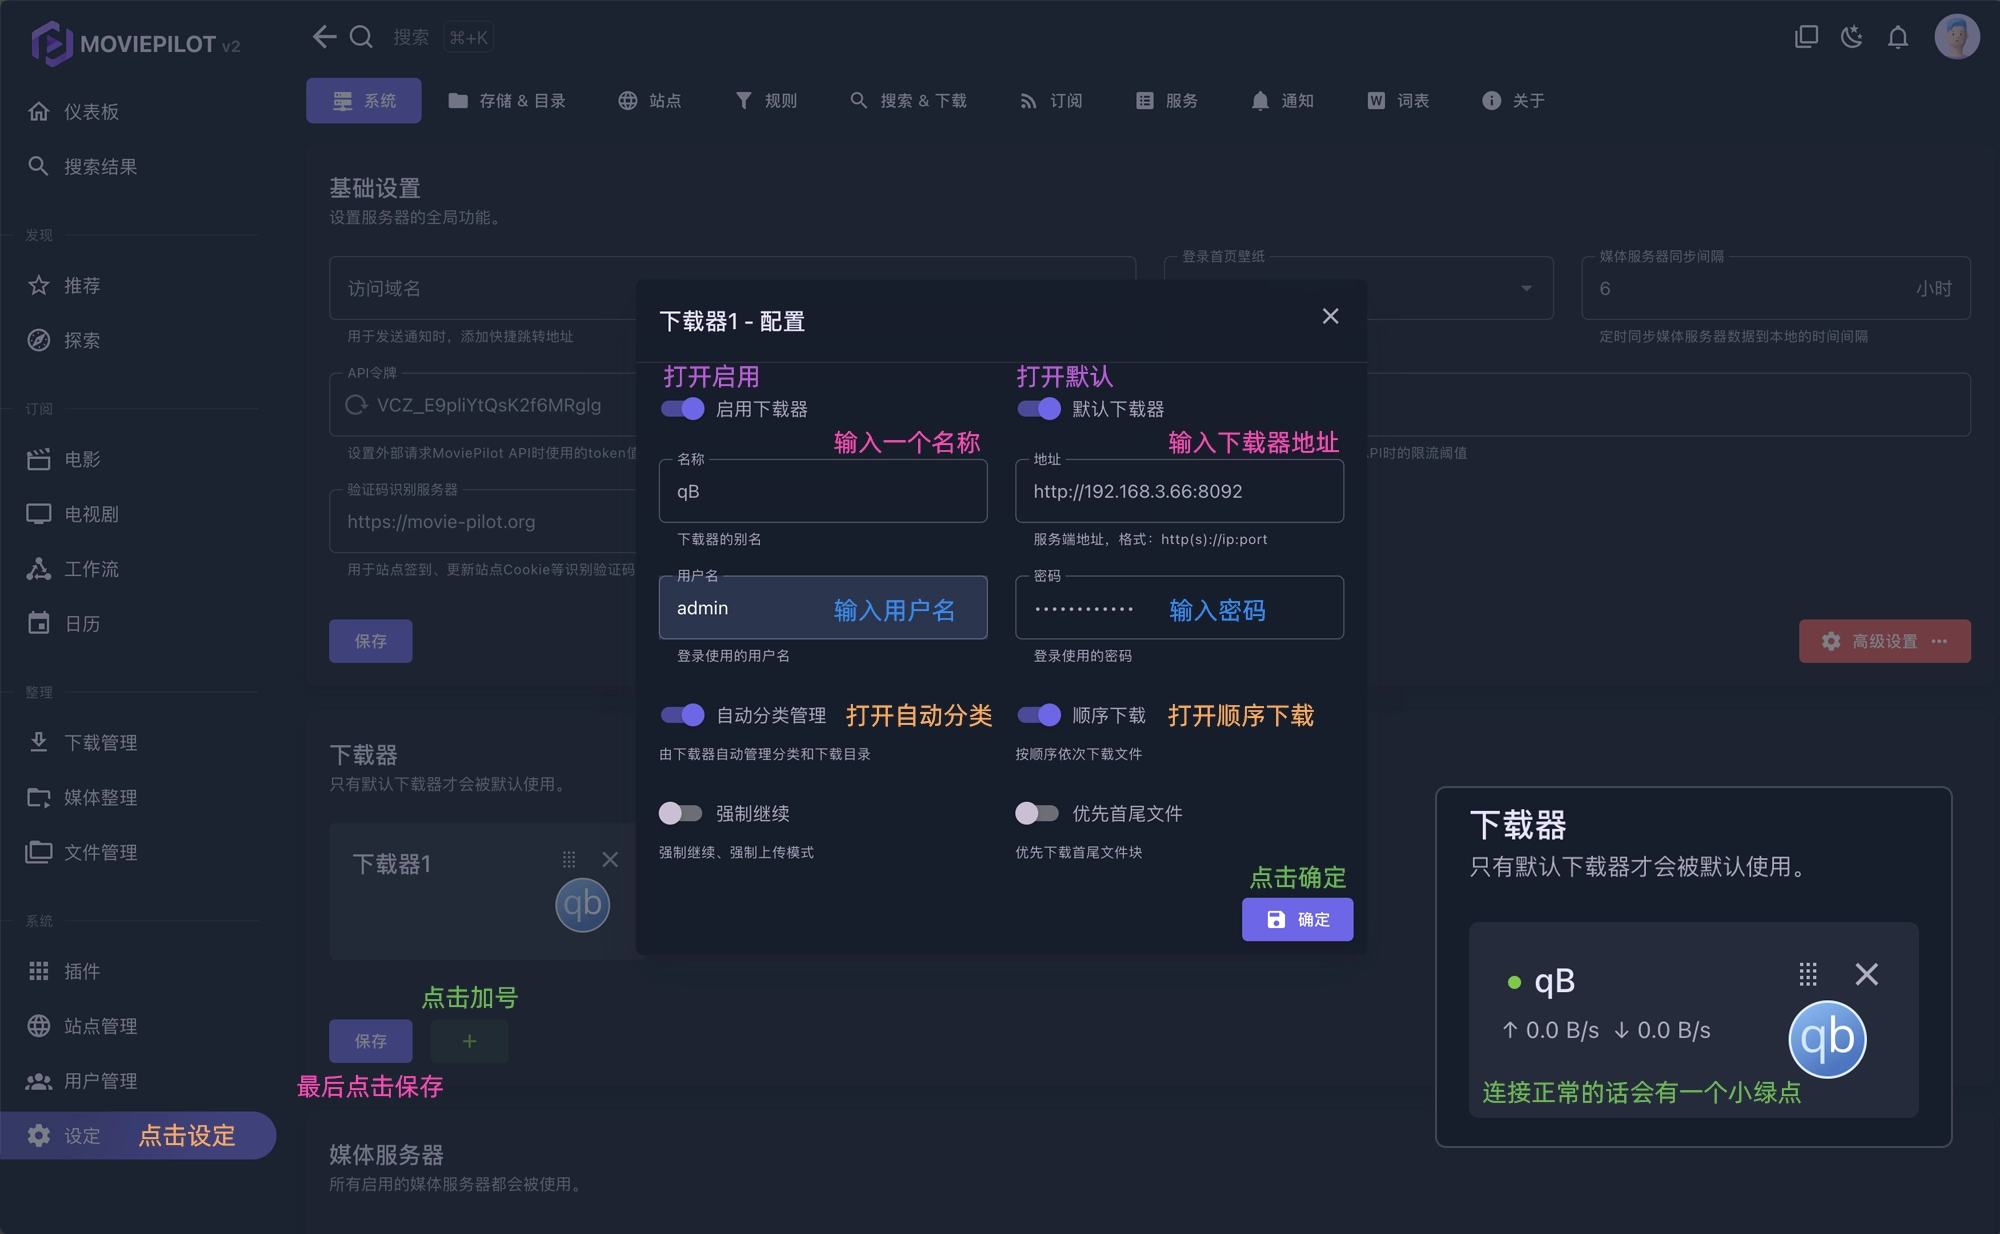 MOVIEPILOT v2
搜索 ⌘+K
仪表板
搜索结果
发现
推荐
探索
订阅
电影
电视剧
工作流
日历
整理
下载管理
媒体整理
文件管理
系统
插件
站点管理
用户管理
设定 点击设定
系统 存储 & 目录 站点 规则 搜索 & 下载 订阅 服务 通知 词表 关于
基础设置
设置服务器的全局功能。
访问域名
用于发送通知时，添加快捷跳转地址
登录首页壁纸
媒体服务器同步间隔
6 小时
定时同步媒体服务器数据到本地的时间间隔
API令牌
VCZ_E9pliYtQsK2f6MRglg
设置外部请求MoviePilot API时使用的token值
PI时的限流阈值
验证码识别服务器
https://movie-pilot.org
用于站点签到、更新站点Cookie等识别验证码
保存
高级设置 ···
下载器
只有默认下载器才会被默认使用。
下载器1
qb
点击加号
保存 +
最后点击保存
媒体服务器
所有启用的媒体服务器都会被使用。
下载器1 - 配置
打开启用 打开默认
启用下载器 默认下载器
输入一个名称 输入下载器地址
名称 地址
qB http://192.168.3.66:8092
下载器的别名 服务端地址，格式：http(s)://ip:port
用户名 密码
admin 输入用户名 ············ 输入密码
登录使用的用户名 登录使用的密码
自动分类管理 打开自动分类 顺序下载 打开顺序下载
由下载器自动管理分类和下载目录 按顺序依次下载文件
强制继续 优先首尾文件
强制继续、强制上传模式 优先下载首尾文件块
点击确定
确定
下载器
只有默认下载器才会被默认使用。
qB
↑ 0.0 B/s ↓ 0.0 B/s
qb
连接正常的话会有一个小绿点